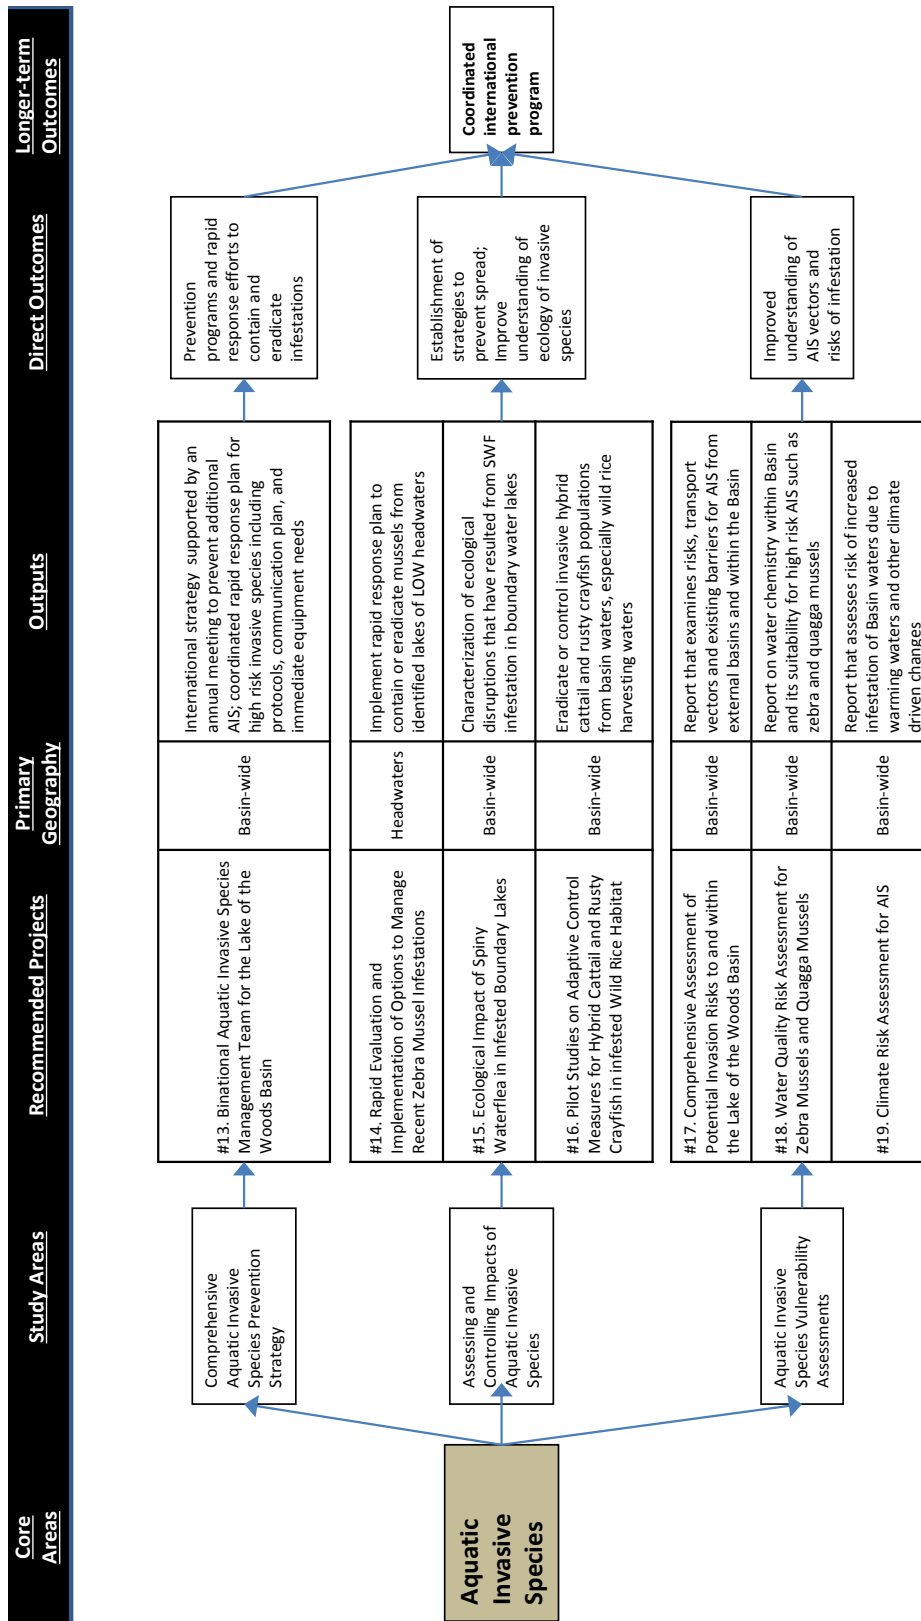 Core
Areas
Study Areas
Recommended Projects
Primary
Geography
Outputs
Direct Outcomes
Longer-term
Outcomes
Aquatic
Invasive
Species
Comprehensive
Aquatic Invasive
Species Prevention
Strategy
#13. Binational Aquatic Invasive Species
Management Team for the Lake of the
Woods Basin
Basin-wide
International strategy supported by an
annual meeting to prevent additional
AIS; coordinated rapid response plan for
high risk invasive species including
protocols, communication plan, and
immediate equipment needs
Prevention
programs and rapid
response efforts to
contain and
eradicate
infestations
Assessing and
Controlling Impacts of
Aquatic Invasive
Species
#14. Rapid Evaluation and
Implementation of Options to Manage
Recent Zebra Mussel Infestations
Headwaters
Implement rapid response plan to
contain or eradicate mussels from
identified lakes of LOW headwaters
#15. Ecological Impact of Spiny
Waterflea in Infested Boundary Lakes
Basin-wide
Characterization of ecological
disruptions that have resulted from SWF
infestation in boundary water lakes
#16. Pilot Studies on Adaptive Control
Measures for Hybrid Cattail and Rusty
Crayfish in infested Wild Rice Habitat
Basin-wide
Eradicate or control invasive hybrid
cattail and rusty crayfish populations
from basin waters, especially wild rice
harvesting waters
Establishment of
strategies to
prevent spread;
Improve
understanding of
ecology of invasive
species
Coordinated
international
prevention
program
Aquatic Invasive
Species Vulnerability
Assessments
#17. Comprehensive Assessment of
Potential Invasion Risks to and within
the Lake of the Woods Basin
Basin-wide
Report that examines risks, transport
vectors and existing barriers for AIS from
external basins and within the Basin
#18. Water Quality Risk Assessment for
Zebra Mussels and Quagga Mussels
Basin-wide
Report on water chemistry within Basin
and its suitability for high risk AIS such as
zebra and quagga mussels
#19. Climate Risk Assessment for AIS
Basin-wide
Report that assesses risk of increased
infestation of Basin waters due to
warming waters and other climate
driven changes
Improved
understanding of
AIS vectors and
risks of infestation